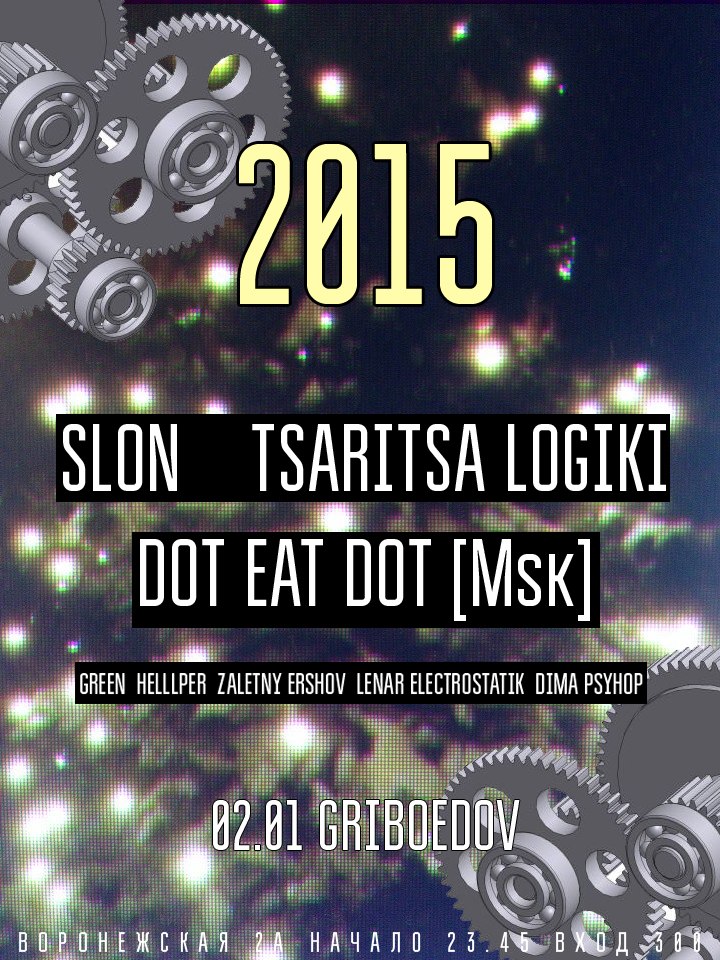 2015
SLON TSARITSA LOGIKI
DOT EAT DOT [Msk]
GREEN HELLLPER ZALETNY ERSHOV LENAR ELECTROSTATIK DIMA PSYHOP
02.01 GRIBOEDOV
ВОРОНЕЖСКАЯ 2А НАЧАЛО 23.45 ВХОД 300